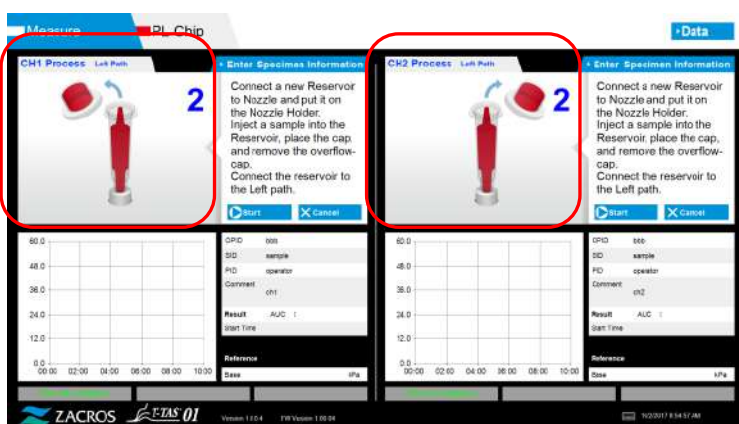 Measure
PL Chip
Data
CH1 Process Left Path
Enter Specimen Information
2
Connect a new Reservoir
to Nozzle and put it on
the Nozzle Holder.
Inject a sample into the
Reservoir, place the cap,
and remove the overflow-
cap.
Connect the reservoir to
the Left path.
Start
Cancel
CH2 Process Left Path
Enter Specimen Information
2
Connect a new Reservoir
to Nozzle and put it on
the Nozzle Holder.
Inject a sample into the
Reservoir, place the cap,
and remove the overflow-
cap.
Connect the reservoir to
the Left path.
Start
Cancel
60.0
48.0
36.0
24.0
12.0
0.0
00:00 02:00 04:00 06:00 08:00 10:00
OPID bbb
SID sample
PID operator
Comment
ch1
Result AUC :
Start Time
Reference
Base kPa
60.0
48.0
36.0
24.0
12.0
0.0
00:00 02:00 04:00 06:00 08:00 10:00
OPID bbb
SID sample
PID operator
Comment
ch2
Result AUC :
Start Time
Reference
Base kPa
ZACROS T-TAS 01
11/2/2017 8:54:57 AM